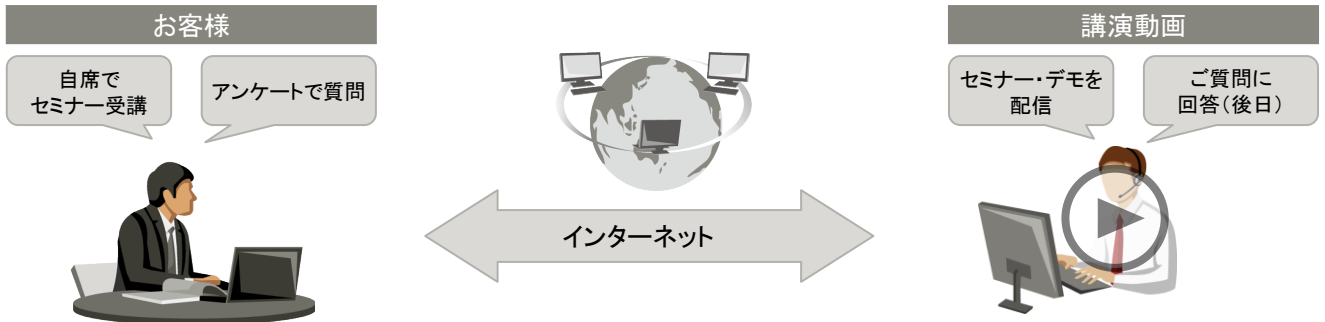 お客様
自席で
セミナー受講
アンケートで質問
インターネット
講演動画
セミナー・デモを
配信
ご質問に
回答（後日）